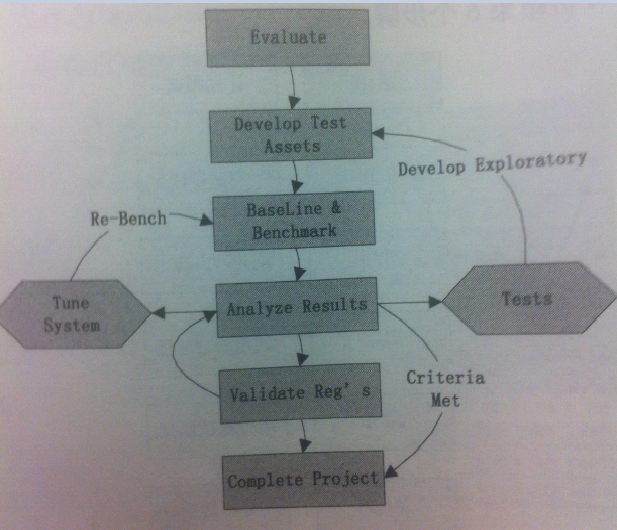 Evaluate
Develop Test
Assets
Develop Exploratory
Re-Bench
BaseLine &
Benchmark
Tune
System
Analyze Results
Tests
Validate Reg's
Criteria
Met
Complete Project